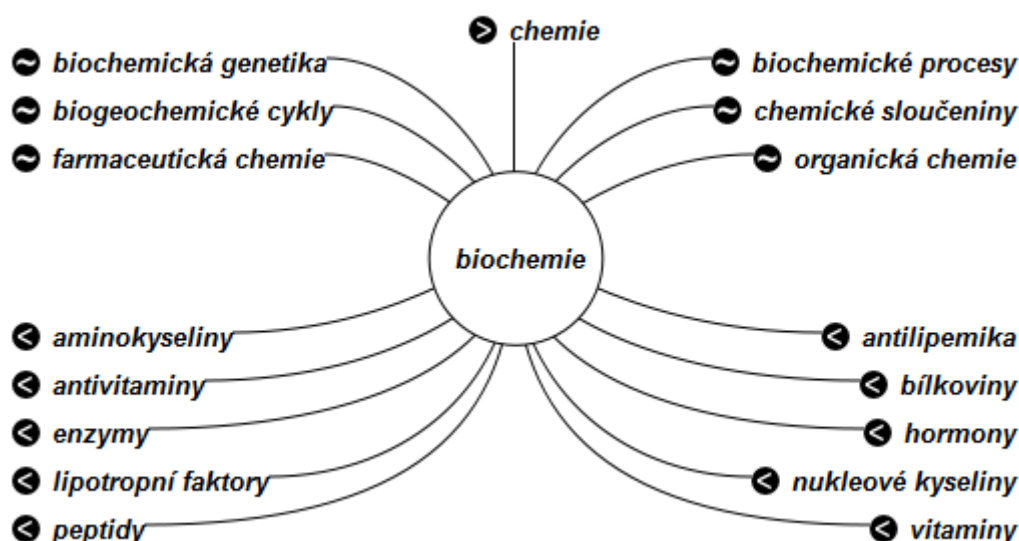 > chemie
~ biochemická genetika
~ biogeochemické cykly
~ farmaceutická chemie
~ biochemické procesy
~ chemické sloučeniny
~ organická chemie
biochemie
< aminokyseliny
< antivitaminy
< enzymy
< lipotropní faktory
< peptidy
< antilipemika
< bílkoviny
< hormony
< nukleové kyseliny
< vitaminy